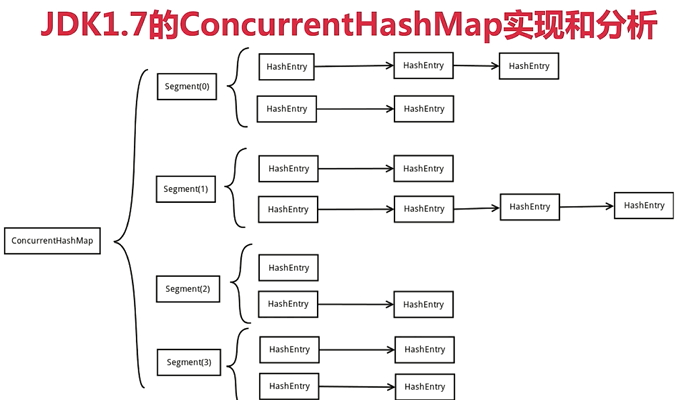 JDK1.7的ConcurrentHashMap实现和分析
HashEntry HashEntry HashEntry
Segment(0)
HashEntry HashEntry
HashEntry HashEntry
Segment(1)
HashEntry HashEntry HashEntry HashEntry
ConcurrentHashMap
HashEntry
Segment(2)
HashEntry HashEntry
HashEntry HashEntry
Segment(3)
HashEntry HashEntry